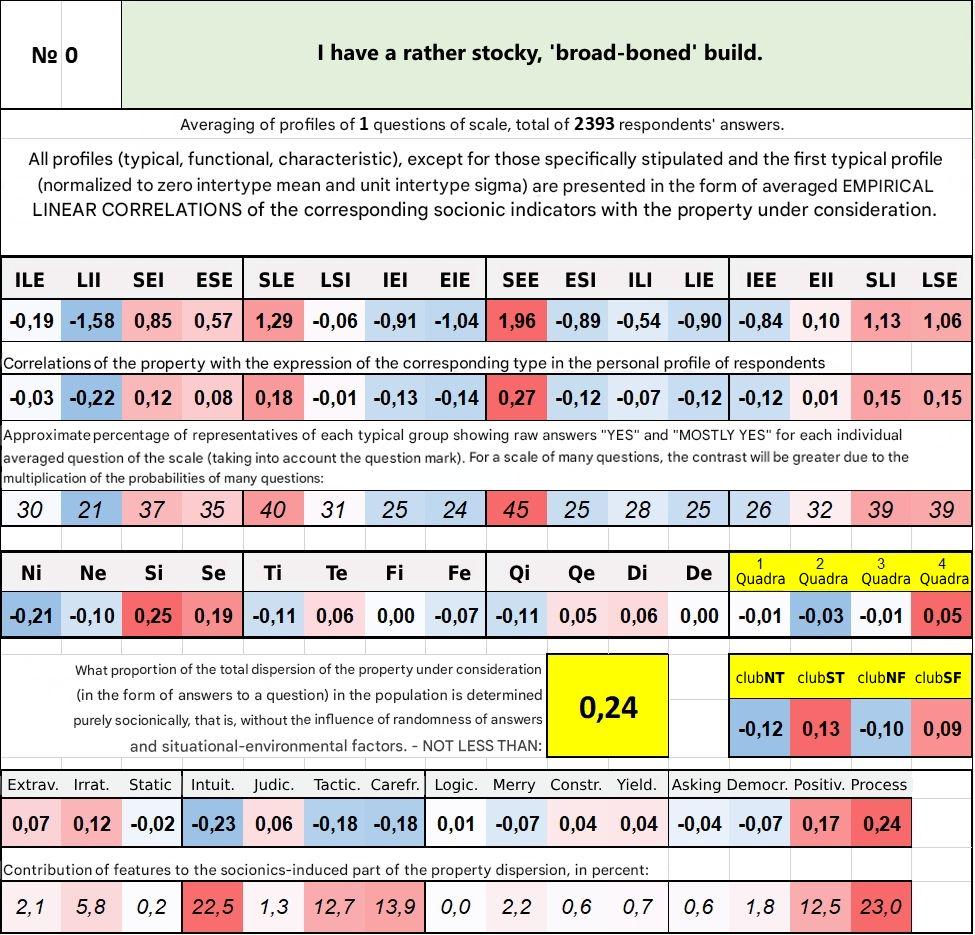 № 0
I have a rather stocky, 'broad-boned' build.
Averaging of profiles of 1 questions of scale, total of 2393 respondents' answers.
All profiles (typical, functional, characteristic), except for those specifically stipulated and the first typical profile
(normalized to zero intertype mean and unit intertype sigma) are presented in the form of averaged EMPIRICAL
LINEAR CORRELATIONS of the corresponding socionic indicators with the property under consideration.
ILE LII SEI ESE SLE LSI IEI EIE SEE ESI ILI LIE IEE EII SLI LSE
-0,19 -1,58 0,85 0,57 1,29 -0,06 -0,91 -1,04 1,96 -0,89 -0,54 -0,90 -0,84 0,10 1,13 1,06
Correlations of the property with the expression of the corresponding type in the personal profile of respondents
-0,03 -0,22 0,12 0,08 0,18 -0,01 -0,13 -0,14 0,27 -0,12 -0,07 -0,12 -0,12 0,01 0,15 0,15
Approximate percentage of representatives of each typical group showing raw answers "YES" and "MOSTLY YES" for each individual
averaged question of the scale (taking into account the question mark). For a scale of many questions, the contrast will be greater due to the
multiplication of the probabilities of many questions:
30 21 37 35 40 31 25 24 45 25 28 25 26 32 39 39
Ni Ne Si Se Ti Te Fi Fe Qi Qe Di De 1 Quadra 2 Quadra 3 Quadra 4 Quadra
-0,21 -0,10 0,25 0,19 -0,11 0,06 0,00 -0,07 -0,11 0,05 0,06 0,00 -0,01 -0,03 -0,01 0,05
What proportion of the total dispersion of the property under consideration
(in the form of answers to a question) in the population is determined
purely socionically, that is, without the influence of randomness of answers
and situational-environmental factors. - NOT LESS THAN:
0,24
clubNT clubST clubNF clubSF
-0,12 0,13 -0,10 0,09
Extrav. Irrat. Static Intuit. Judic. Tactic. Carefr. Logic. Merry Constr. Yield. Asking Democr. Positiv. Process
0,07 0,12 -0,02 -0,23 0,06 -0,18 -0,18 0,01 -0,07 0,04 0,04 -0,04 -0,07 0,17 0,24
Contribution of features to the socionics-induced part of the property dispersion, in percent:
2,1 5,8 0,2 22,5 1,3 12,7 13,9 0,0 2,2 0,6 0,7 0,6 1,8 12,5 23,0